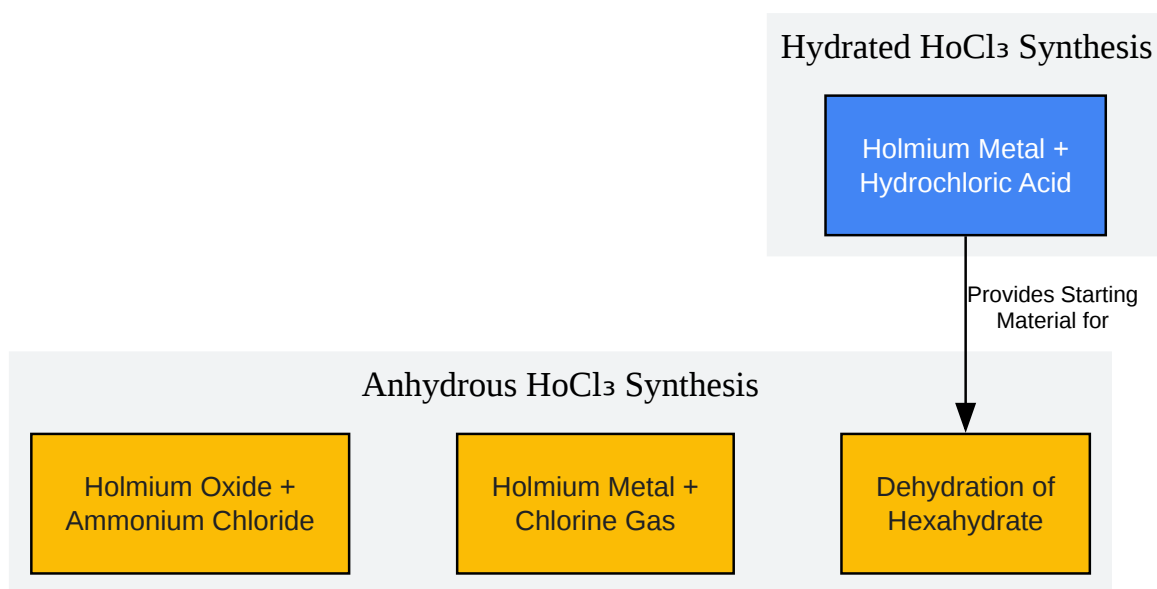 Hydrated HoCl₃ Synthesis
Holmium Metal +
Hydrochloric Acid
Provides Starting
Material for
Anhydrous HoCl₃ Synthesis
Holmium Oxide +
Ammonium Chloride
Holmium Metal +
Chlorine Gas
Dehydration of
Hexahydrate